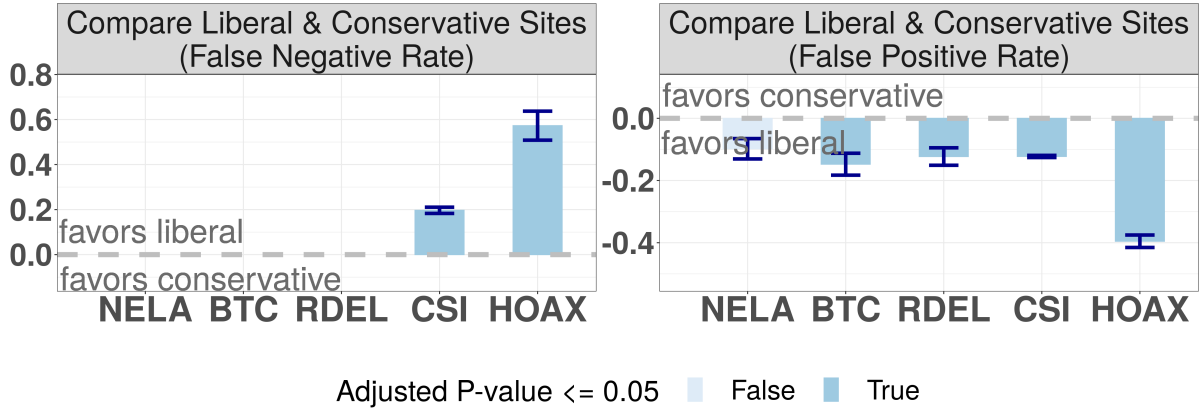 Compare Liberal & Conservative Sites
(False Negative Rate)
0.8
0.6
0.4
0.2
0.0
favors liberal
favors conservative
NELA BTC RDEL CSI HOAX
Compare Liberal & Conservative Sites
(False Positive Rate)
favors conservative
0.0
favors liberal
-0.2
-0.4
NELA BTC RDEL CSI HOAX
Adjusted P-value <= 0.05 False True